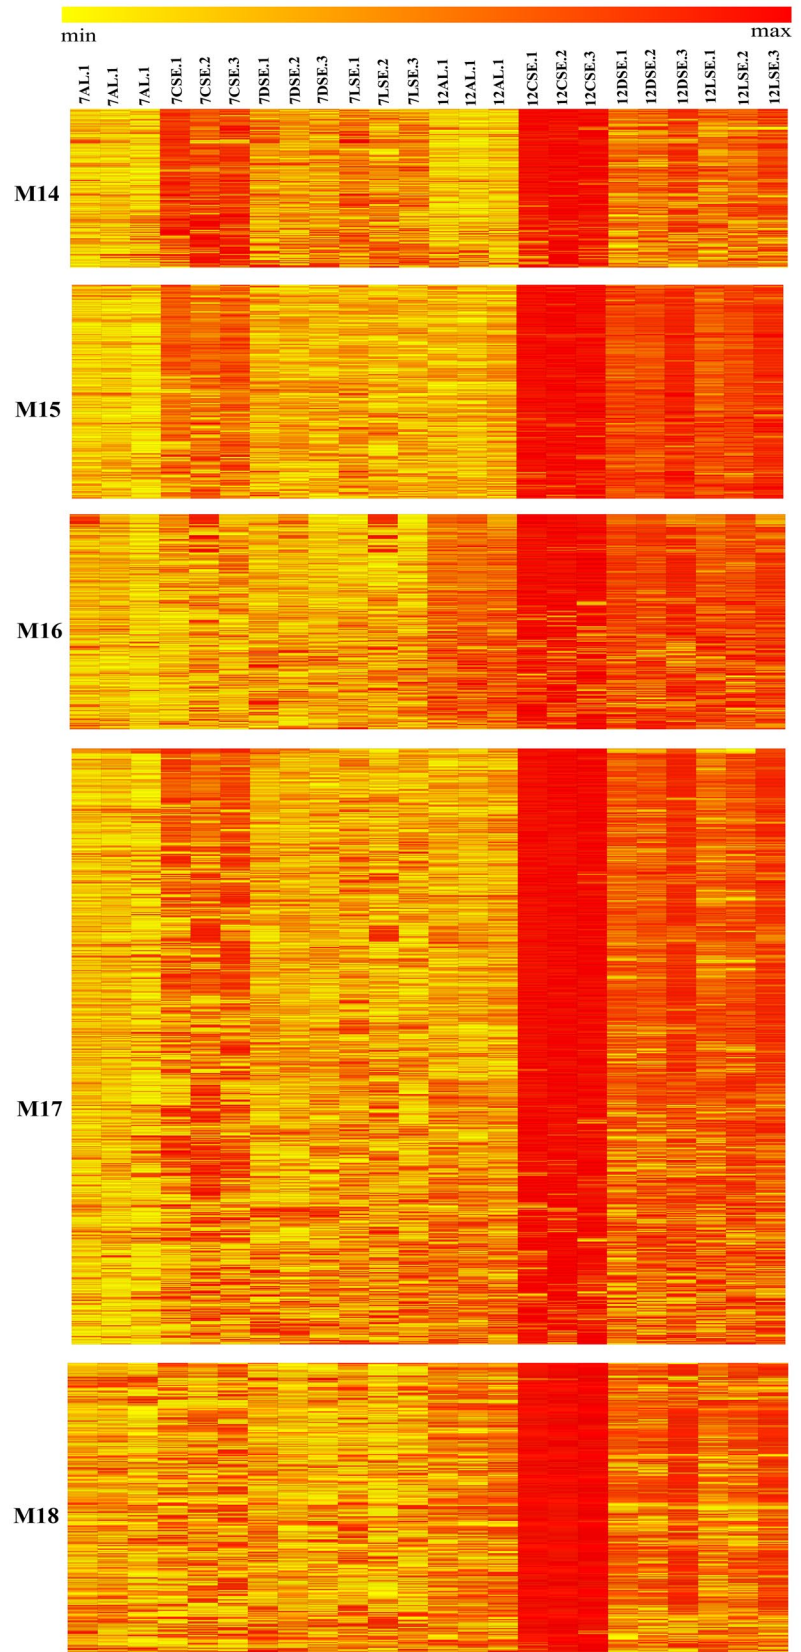 min max
7AL.1 7AL.1 7AL.1 7CSE.1 7CSE.2 7CSE.3 7DSE.1 7DSE.2 7DSE.3 7LSE.1 7LSE.2 7LSE.3 12AL.1 12AL.1 12AL.1 12CSE.1 12CSE.2 12CSE.3 12DSE.1 12DSE.2 12DSE.3 12LSE.1 12LSE.2 12LSE.3
M14
M15
M16
M17
M18